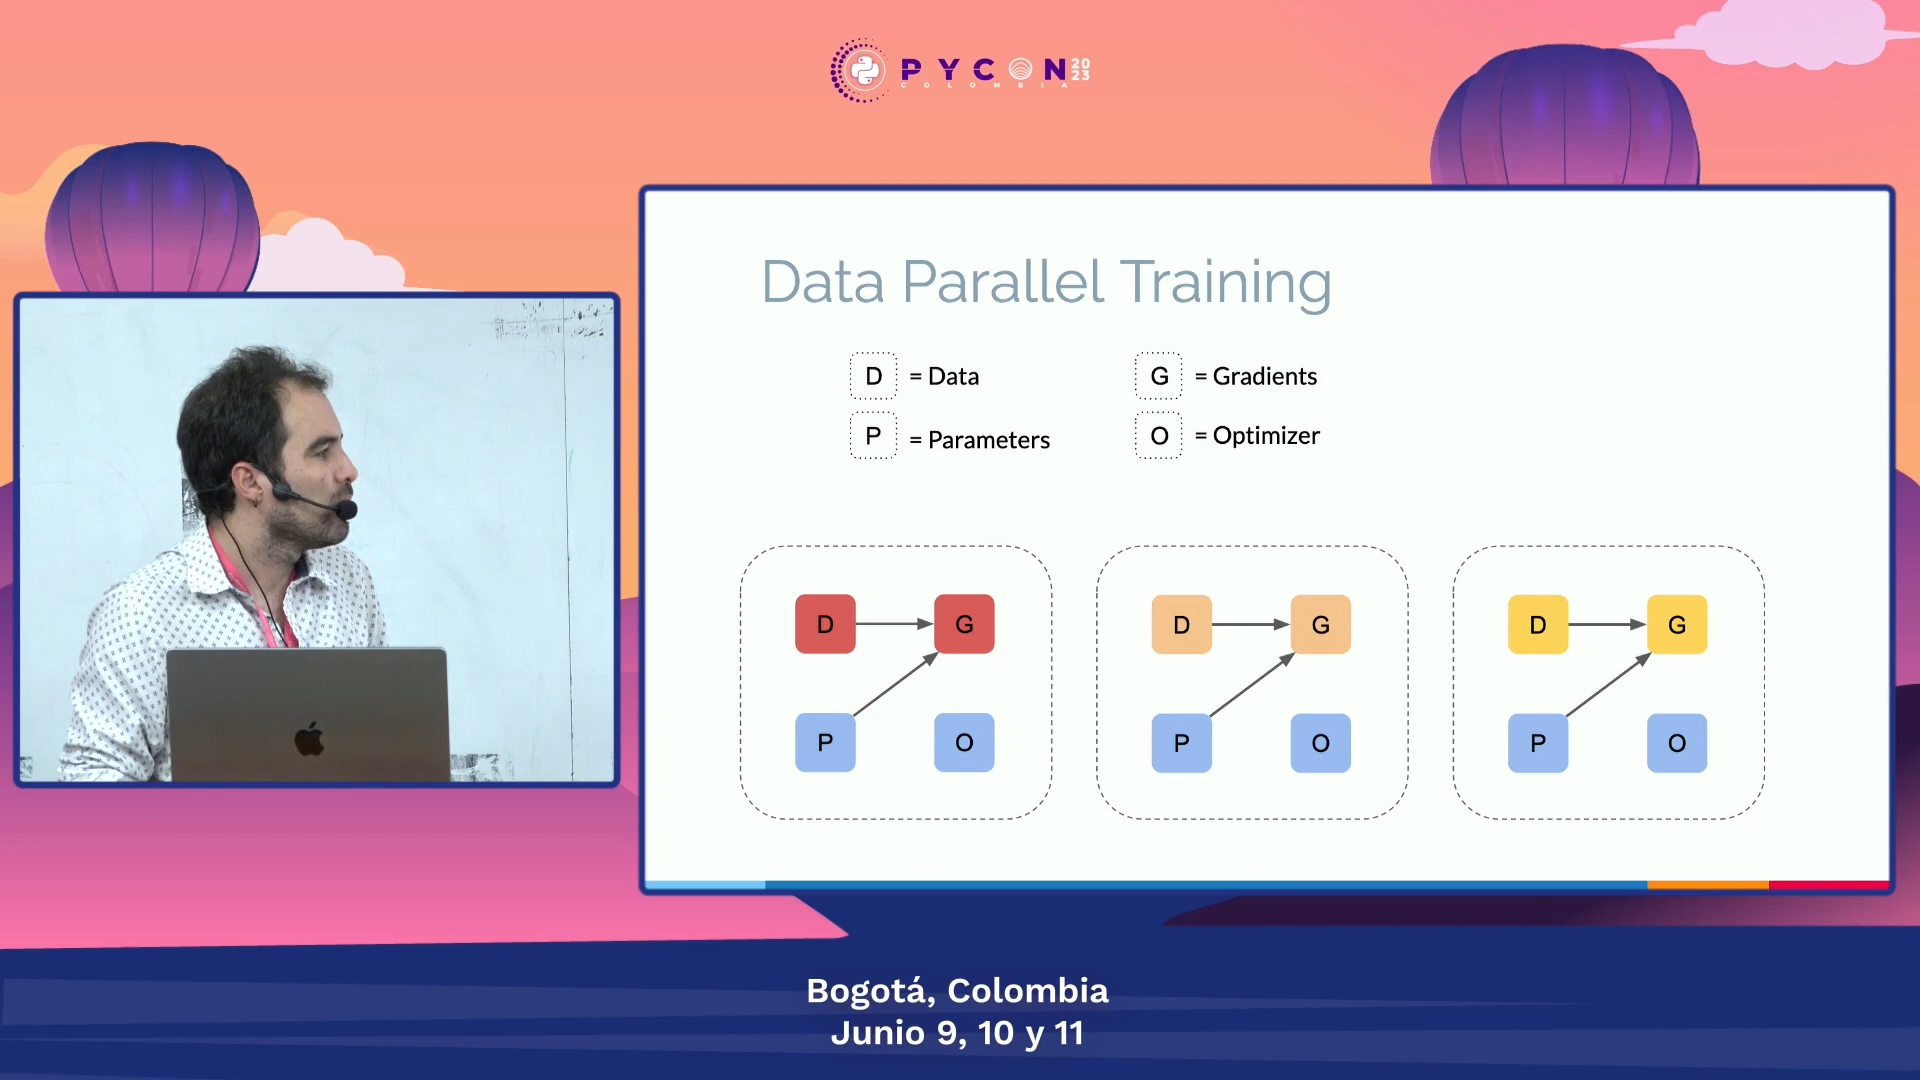 PYCON 2023
COLOMBIA
Data Parallel Training
D = Data
G = Gradients
P = Parameters
O = Optimizer
D G D G D G
P O P O P O
Bogotá, Colombia
Junio 9, 10 y 11